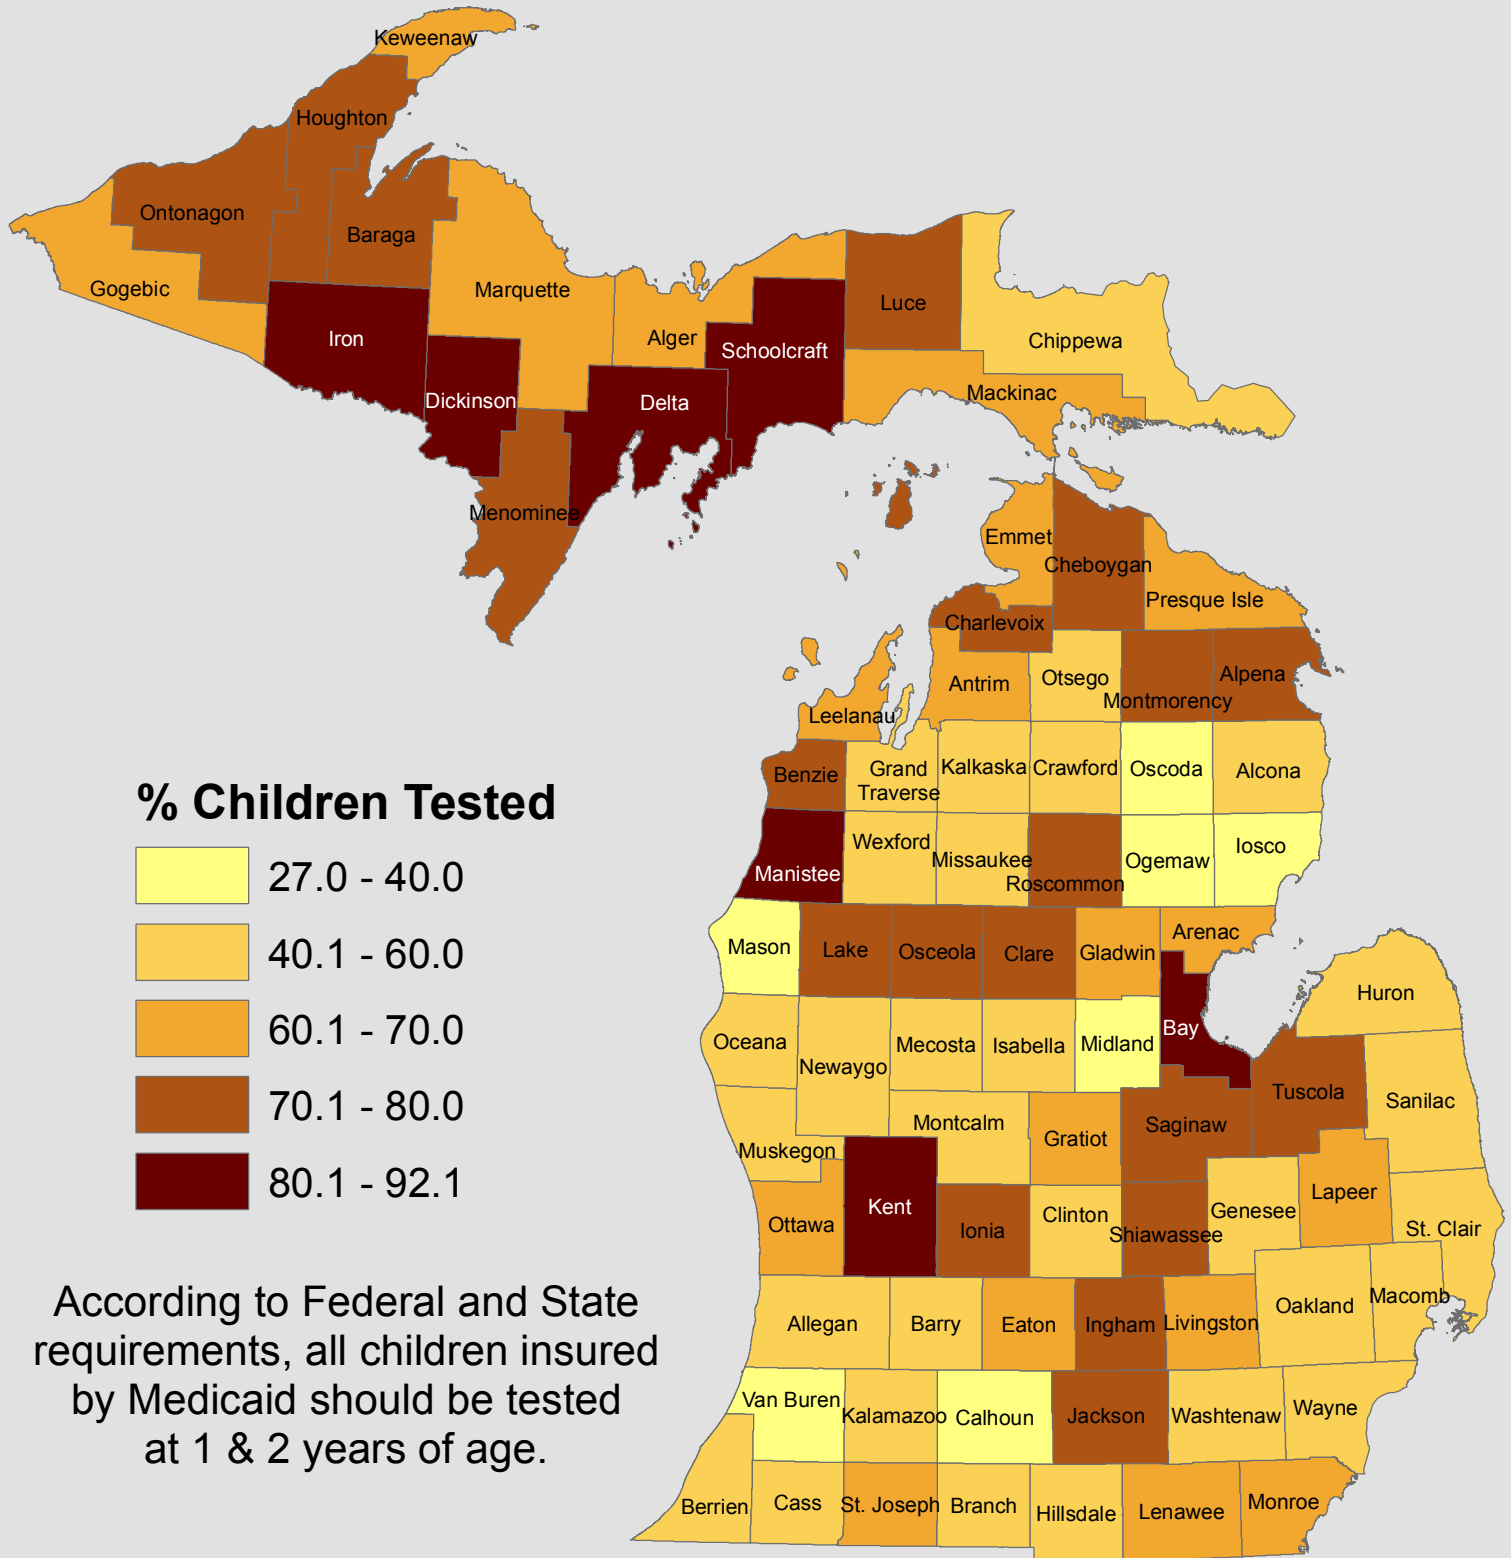 Keweenaw
Houghton
Ontonagon
Baraga
Gogebic
Marquette
Iron
Alger
Luce
Schoolcraft
Chippewa
Dickinson
Delta
Mackinac
Menominee
Emmet
Cheboygan
Presque Isle
Charlevoix
Antrim
Otsego
Montmorency
Alpena
Leelanau
Benzie
Grand
Traverse
Kalkaska
Crawford
Oscoda
Alcona
Manistee
Wexford
Missaukee
Roscommon
Ogemaw
Iosco
Mason
Lake
Osceola
Clare
Gladwin
Arenac
Huron
Oceana
Newaygo
Mecosta
Isabella
Midland
Bay
Tuscola
Sanilac
Muskegon
Montcalm
Gratiot
Saginaw
Ottawa
Kent
Ionia
Clinton
Shiawassee
Genesee
Lapeer
St. Clair
Allegan
Barry
Eaton
Ingham
Livingston
Oakland
Macomb
Van Buren
Kalamazoo
Calhoun
Jackson
Washtenaw
Wayne
Berrien
Cass
St. Joseph
Branch
Hillsdale
Lenawee
Monroe
% Children Tested
27.0 - 40.0
40.1 - 60.0
60.1 - 70.0
70.1 - 80.0
80.1 - 92.1
According to Federal and State
requirements, all children insured
by Medicaid should be tested
at 1 & 2 years of age.